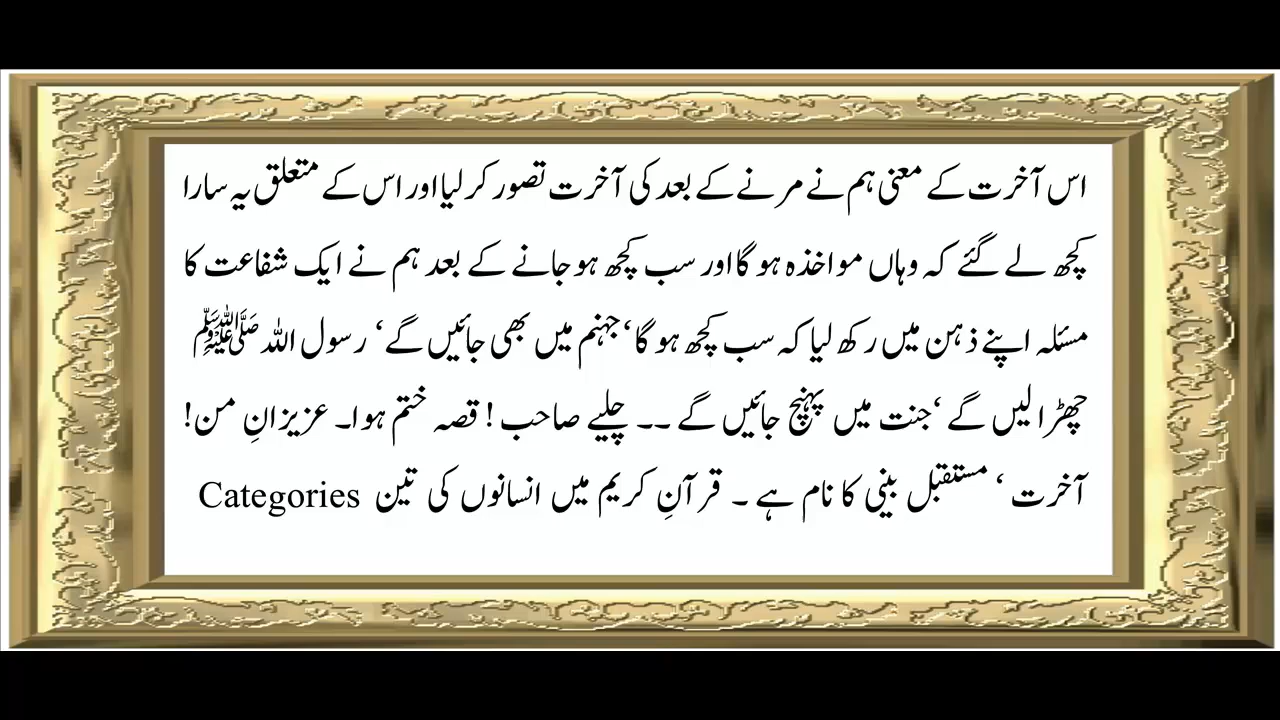 اس آخرت کے معنی ہم نے مرنے کے بعد کی آخرت تصور کر لیا اور اس کے متعلق یہ سارا
کچھ لے گئے کہ وہاں مواخذہ ہو گا اور سب کچھ ہو جانے کے بعد ہم نے ایک شفاعت کا
مسئلہ اپنے ذہن میں رکھ لیا کہ سب کچھ ہو گا‘ جہنم میں بھی جائیں گے‘ رسول اللہ ﷺ
چھڑا لیں گے‘ جنت میں پہنچ جائیں گے ۔۔ چلیے صاحب! قصہ ختم ہوا۔ عزیزانِ من!
آخرت‘ مستقبل بینی کا نام ہے ۔ قرآنِ کریم میں انسانوں کی تین Categories